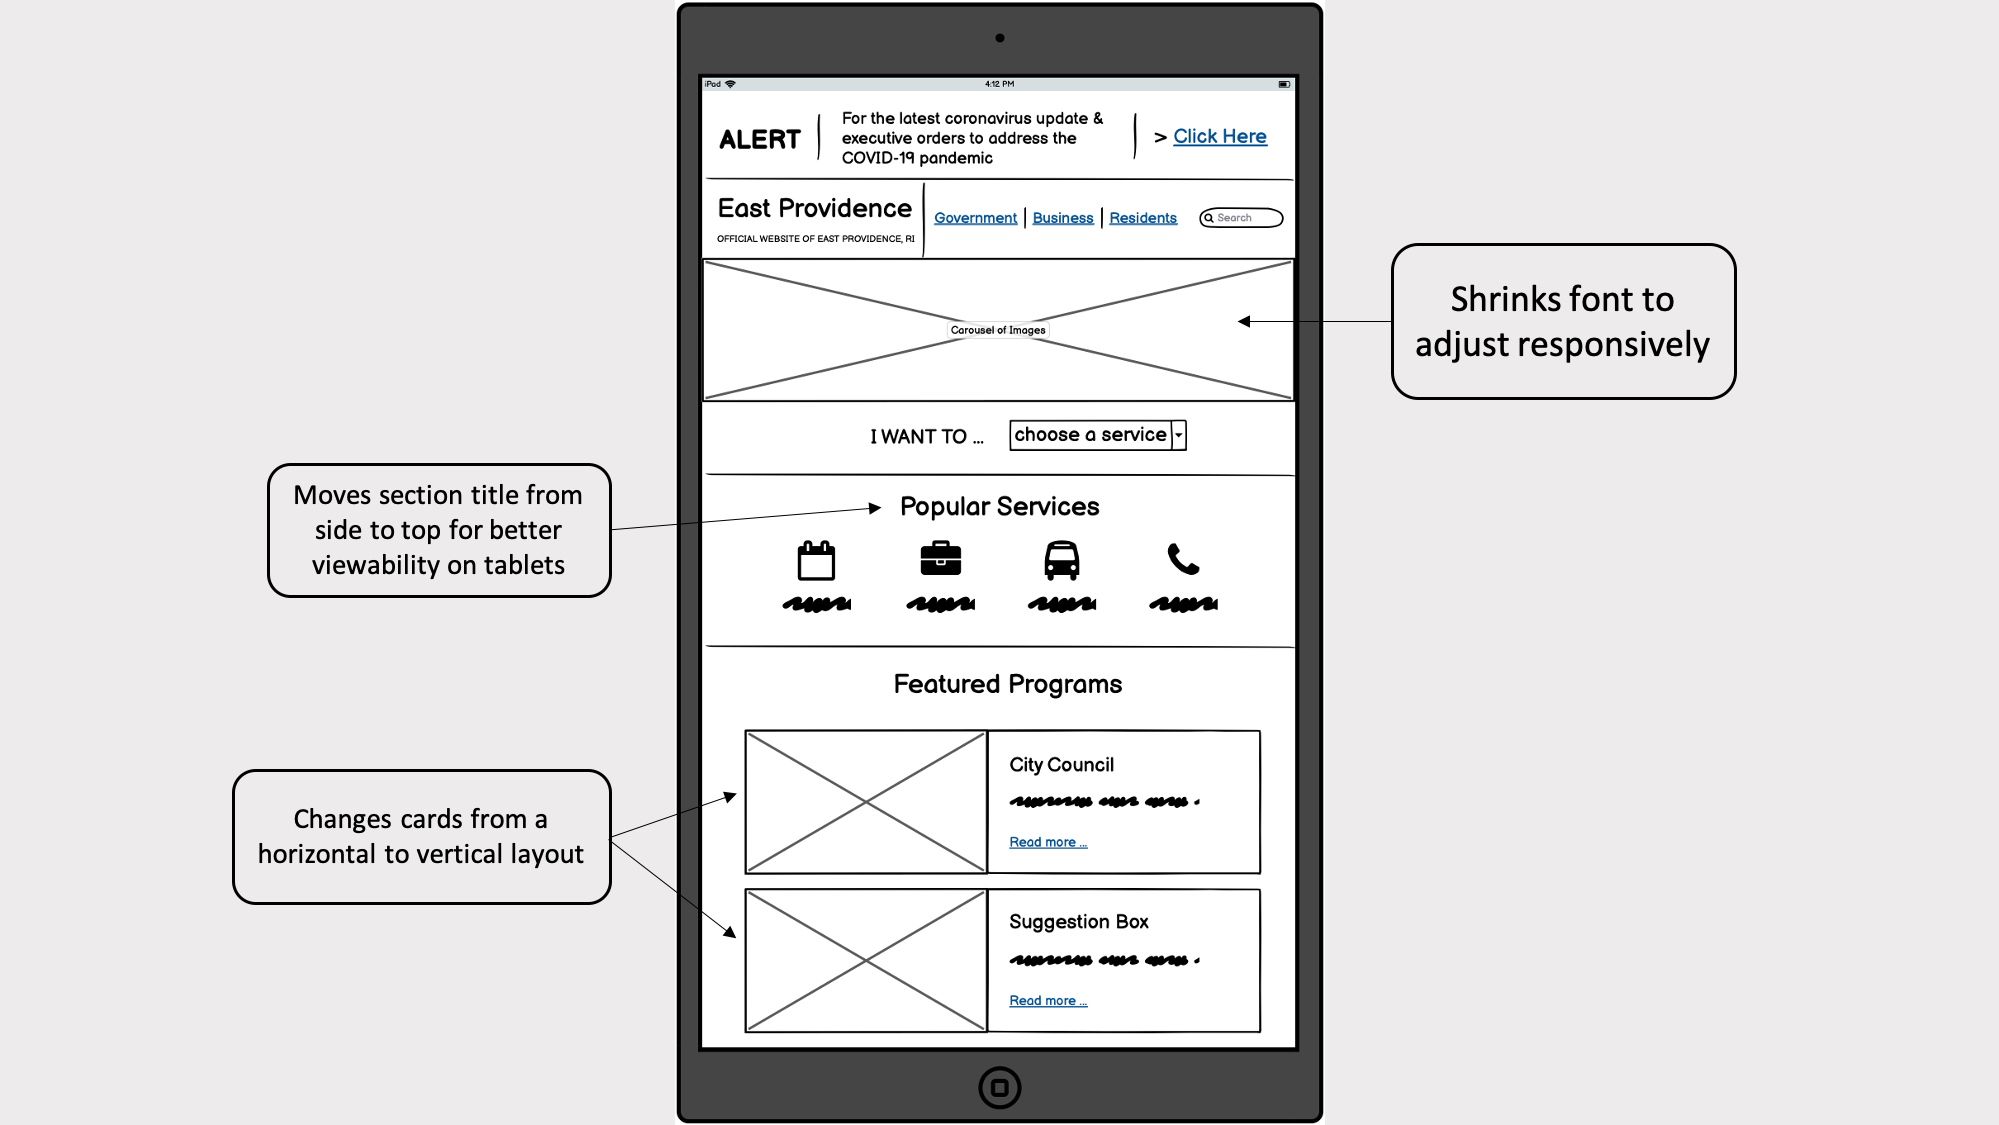 iPad
4:12 PM
ALERT
For the latest coronavirus update &
executive orders to address the
COVID-19 pandemic
> Click Here
East Providence
OFFICIAL WEBSITE OF EAST PROVIDENCE, RI
Government
Business
Residents
Search
Carousel of Images
Shrinks font to
adjust responsively
I WANT TO ...
choose a service
Moves section title from
side to top for better
viewability on tablets
Popular Services
Featured Programs
Changes cards from a
horizontal to vertical layout
City Council
Read more ...
Suggestion Box
Read more ...